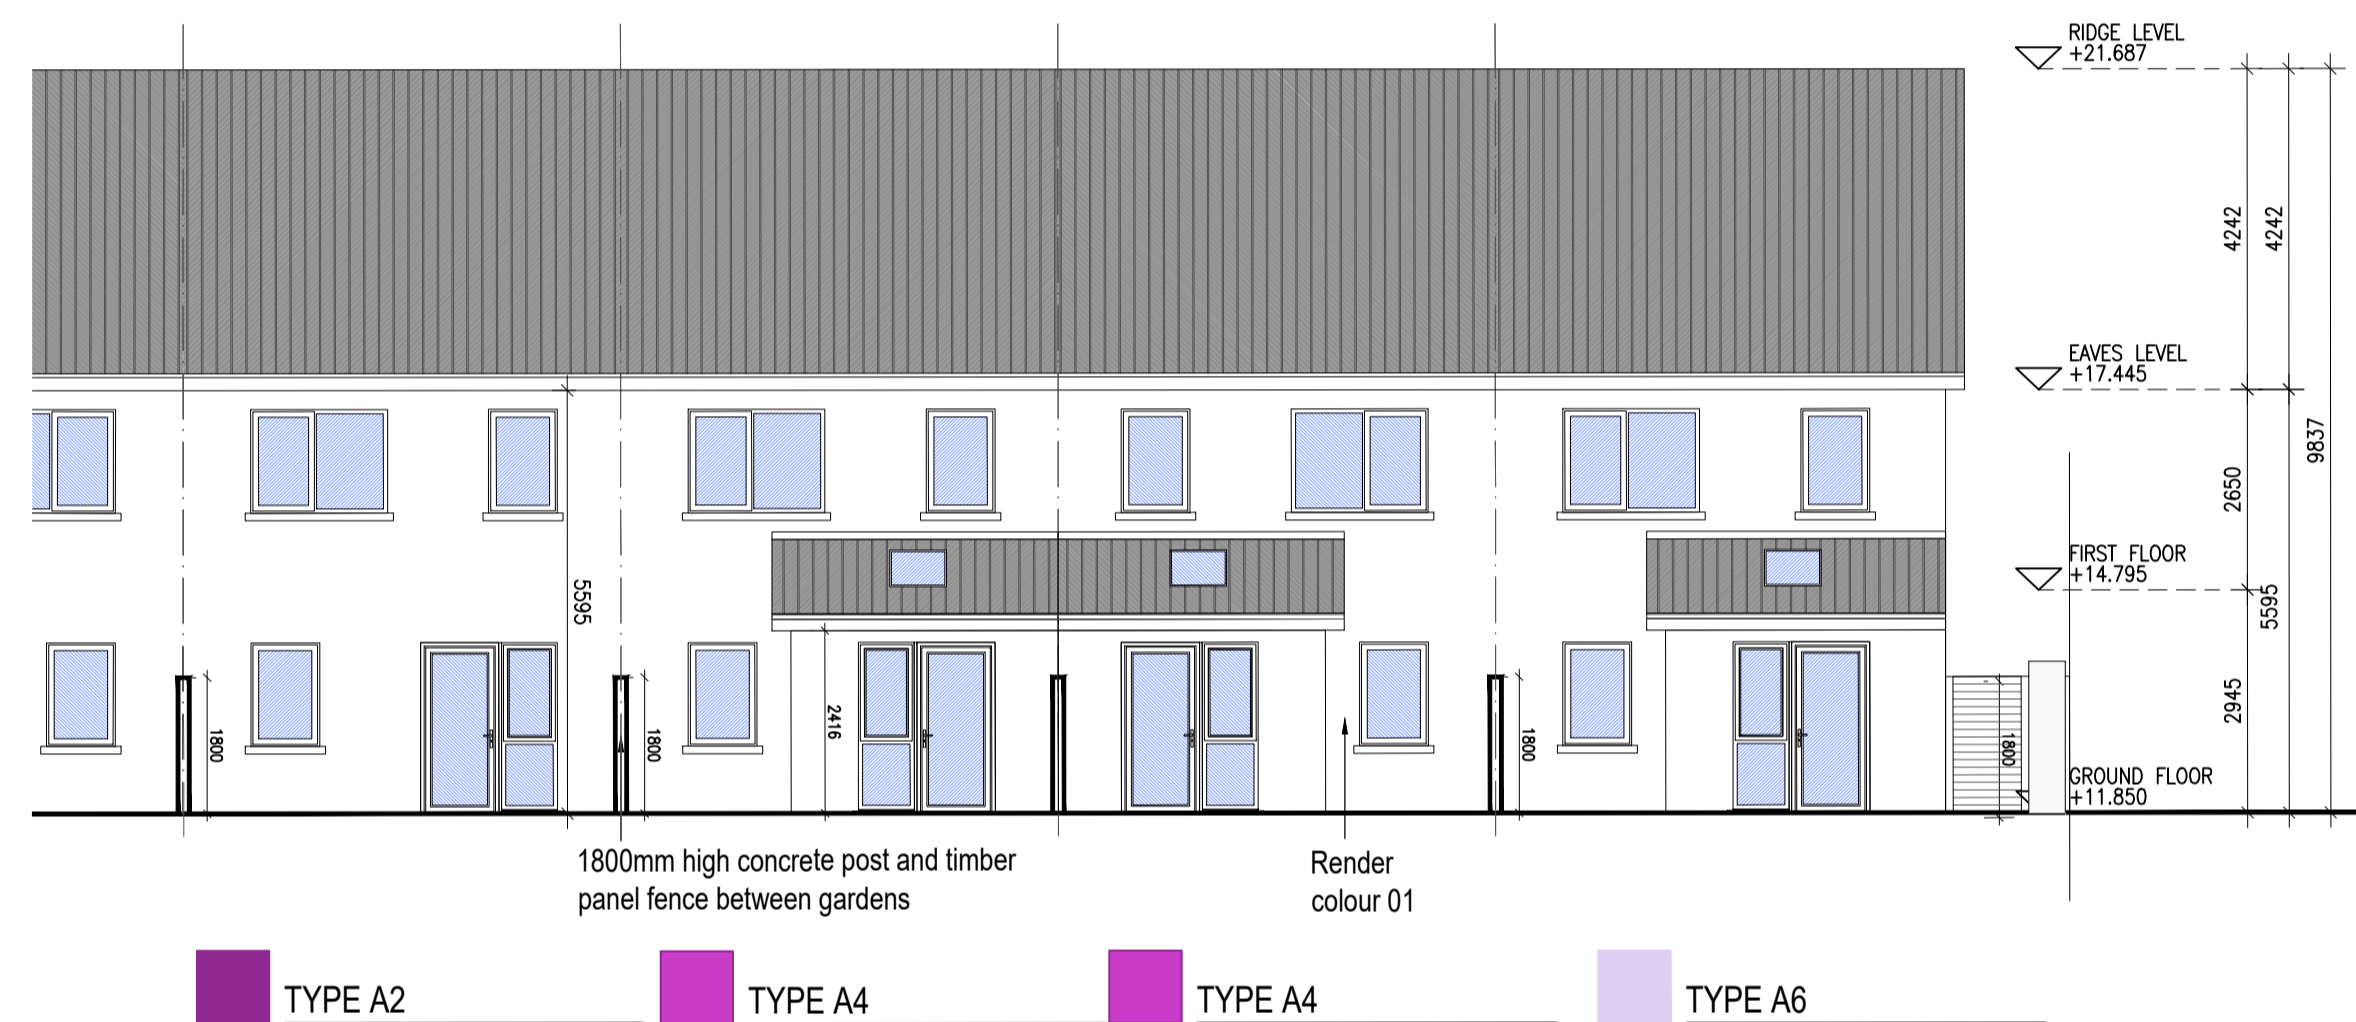 RIDGE LEVEL
+21.687
4242
4242
EAVES LEVEL
+17.445
9837
2650
FIRST FLOOR
+14.795
5595
5595
2945
2416
1800
1800
1800
1800
GROUND FLOOR
+11.850
1800mm high concrete post and timber
panel fence between gardens
Render
colour 01
TYPE A2
TYPE A4
TYPE A4
TYPE A6